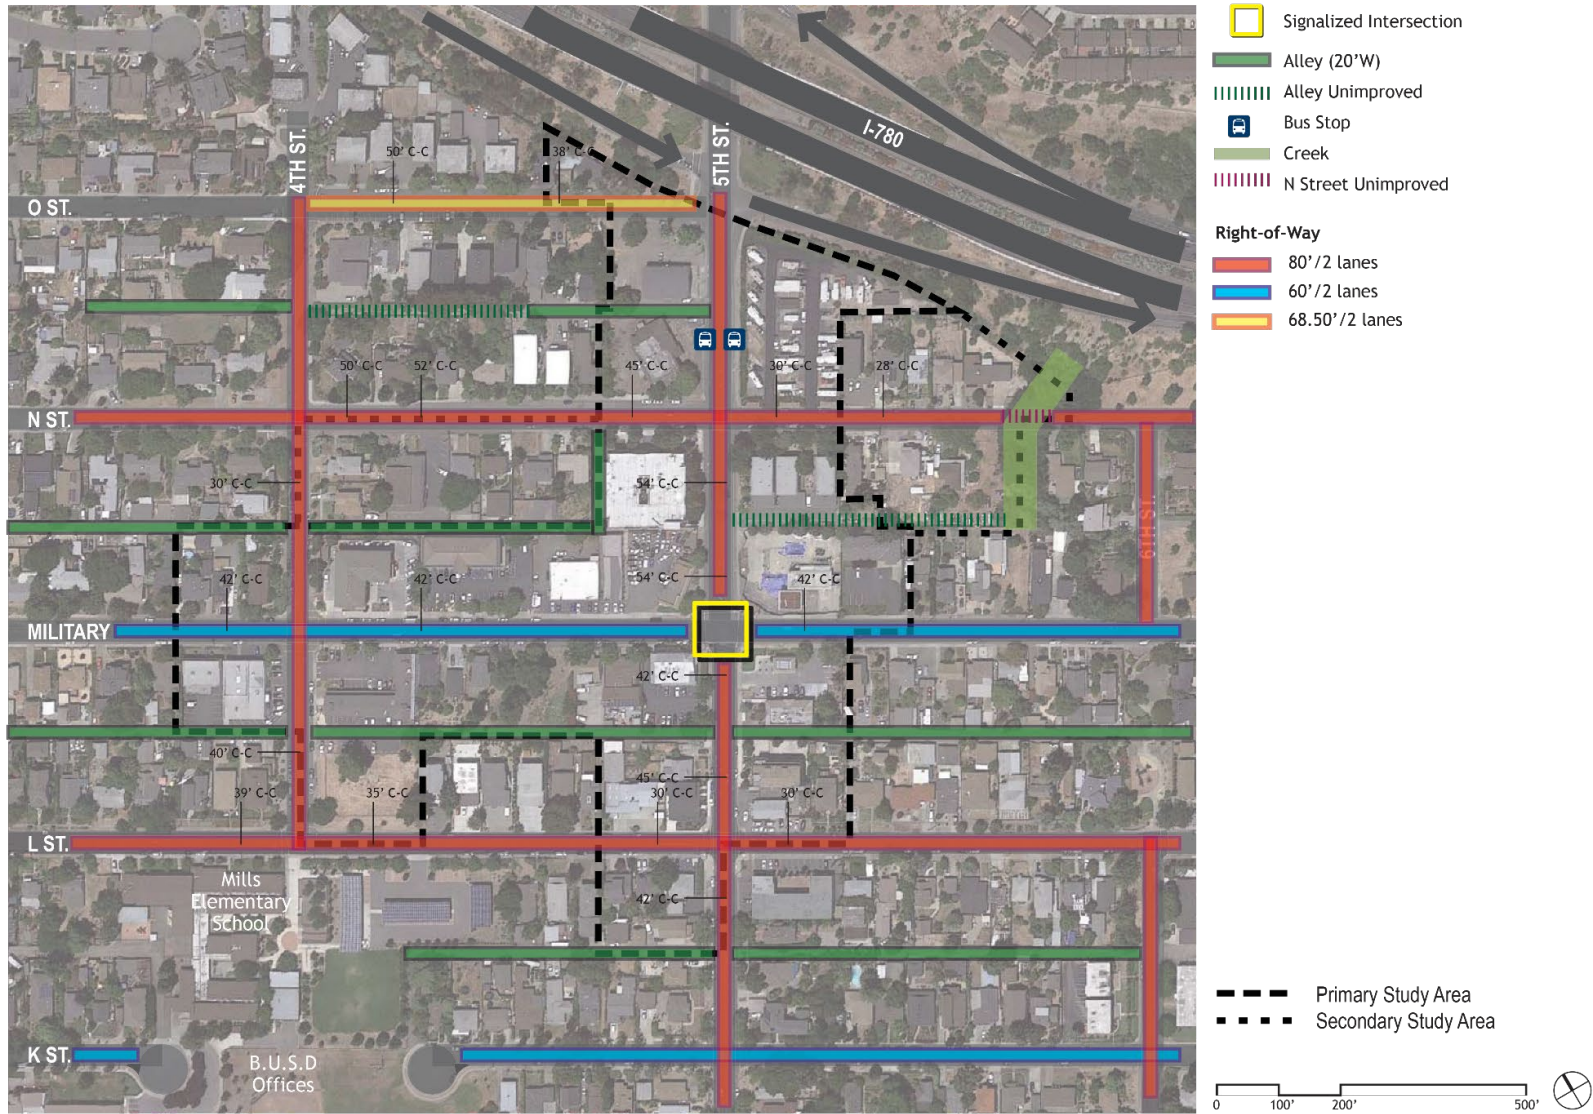 Signalized Intersection
Alley (20'W)
Alley Unimproved
Bus Stop
Creek
N Street Unimproved
Right-of-Way
80'/2 lanes
60'/2 lanes
68.50'/2 lanes
I-780
4TH ST.
5TH ST.
50' C-C
38' C-C
O ST.
50' C-C
52' C-C
45' C-C
30' C-C
28' C-C
N ST.
30' C-C
54' C-C
6TH ST.
42' C-C
42' C-C
54' C-C
42' C-C
MILITARY
42' C-C
40' C-C
39' C-C
35' C-C
45' C-C
30' C-C
30' C-C
L ST.
Mills
Elementary
School
42' C-C
K ST.
B.U.S.D
Offices
Primary Study Area
Secondary Study Area
0 100' 200' 500'